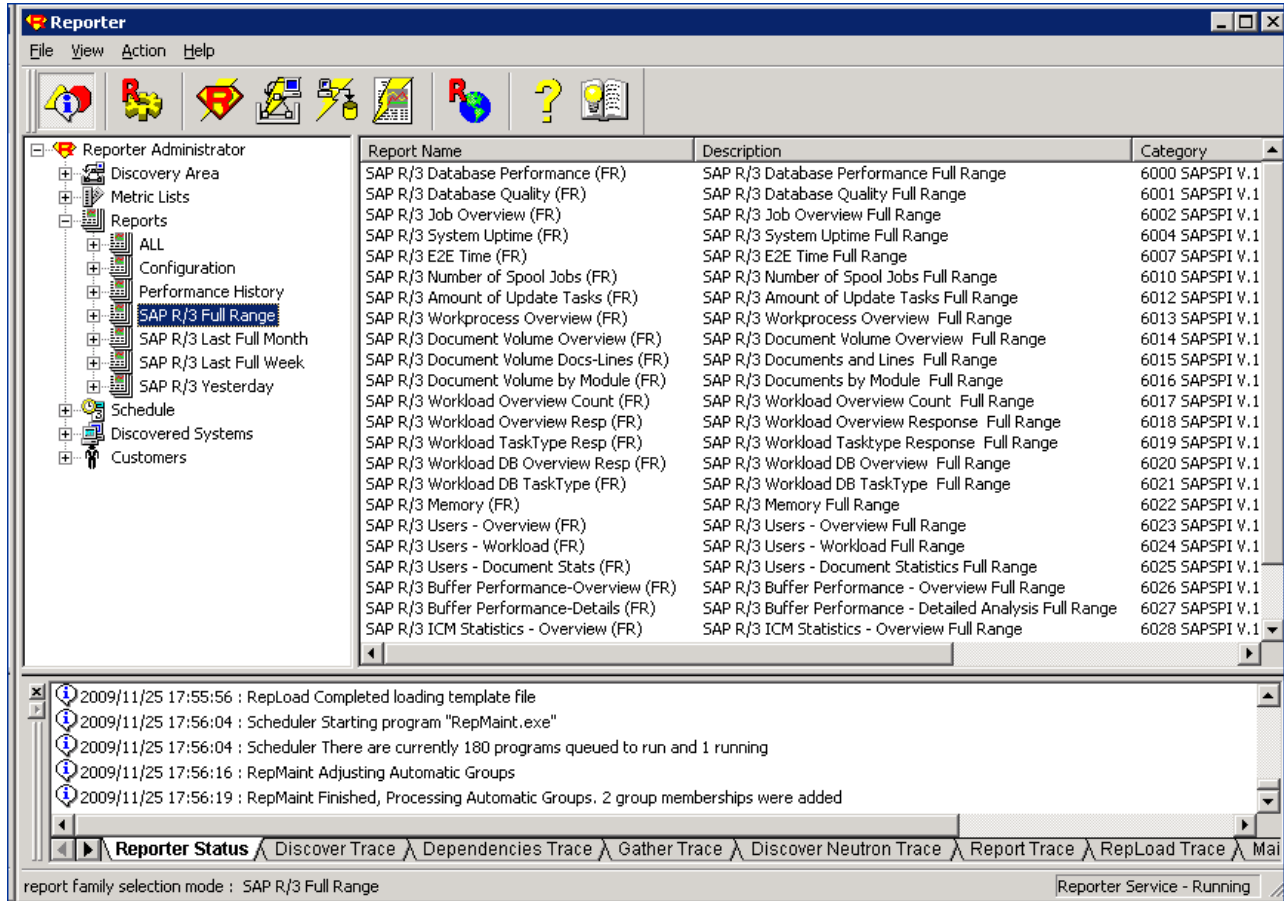 Reporter
File View Action Help
Reporter Administrator
Discovery Area
Metric Lists
Reports
ALL
Configuration
Performance History
SAP R/3 Full Range
SAP R/3 Last Full Month
SAP R/3 Last Full Week
SAP R/3 Yesterday
Schedule
Discovered Systems
Customers
Report Name Description Category
SAP R/3 Database Performance (FR) SAP R/3 Database Performance Full Range 6000 SAPSPI V.1
SAP R/3 Database Quality (FR) SAP R/3 Database Quality Full Range 6001 SAPSPI V.1
SAP R/3 Job Overview (FR) SAP R/3 Job Overview Full Range 6002 SAPSPI V.1
SAP R/3 System Uptime (FR) SAP R/3 System Uptime Full Range 6004 SAPSPI V.1
SAP R/3 E2E Time (FR) SAP R/3 E2E Time Full Range 6007 SAPSPI V.1
SAP R/3 Number of Spool Jobs (FR) SAP R/3 Number of Spool Jobs Full Range 6010 SAPSPI V.1
SAP R/3 Amount of Update Tasks (FR) SAP R/3 Amount of Update Tasks Full Range 6012 SAPSPI V.1
SAP R/3 Workprocess Overview (FR) SAP R/3 Workprocess Overview Full Range 6013 SAPSPI V.1
SAP R/3 Document Volume Overview (FR) SAP R/3 Document Volume Overview Full Range 6014 SAPSPI V.1
SAP R/3 Document Volume Docs-Lines (FR) SAP R/3 Documents and Lines Full Range 6015 SAPSPI V.1
SAP R/3 Document Volume by Module (FR) SAP R/3 Documents by Module Full Range 6016 SAPSPI V.1
SAP R/3 Workload Overview Count (FR) SAP R/3 Workload Overview Count Full Range 6017 SAPSPI V.1
SAP R/3 Workload Overview Resp (FR) SAP R/3 Workload Overview Response Full Range 6018 SAPSPI V.1
SAP R/3 Workload TaskType Resp (FR) SAP R/3 Workload Tasktype Response Full Range 6019 SAPSPI V.1
SAP R/3 Workload DB Overview Resp (FR) SAP R/3 Workload DB Overview Full Range 6020 SAPSPI V.1
SAP R/3 Workload DB TaskType (FR) SAP R/3 Workload DB TaskType Full Range 6021 SAPSPI V.1
SAP R/3 Memory (FR) SAP R/3 Memory Full Range 6022 SAPSPI V.1
SAP R/3 Users - Overview (FR) SAP R/3 Users - Overview Full Range 6023 SAPSPI V.1
SAP R/3 Users - Workload (FR) SAP R/3 Users - Workload Full Range 6024 SAPSPI V.1
SAP R/3 Users - Document Stats (FR) SAP R/3 Users - Document Statistics Full Range 6025 SAPSPI V.1
SAP R/3 Buffer Performance-Overview (FR) SAP R/3 Buffer Performance - Overview Full Range 6026 SAPSPI V.1
SAP R/3 Buffer Performance-Details (FR) SAP R/3 Buffer Performance - Detailed Analysis Full Range 6027 SAPSPI V.1
SAP R/3 ICM Statistics - Overview (FR) SAP R/3 ICM Statistics - Overview Full Range 6028 SAPSPI V.1
2009/11/25 17:55:56 : RepLoad Completed loading template file
2009/11/25 17:56:04 : Scheduler Starting program "RepMaint.exe"
2009/11/25 17:56:04 : Scheduler There are currently 180 programs queued to run and 1 running
2009/11/25 17:56:16 : RepMaint Adjusting Automatic Groups
2009/11/25 17:56:19 : RepMaint Finished, Processing Automatic Groups. 2 group memberships were added
Reporter Status Discover Trace Dependencies Trace Gather Trace Discover Neutron Trace Report Trace RepLoad Trace Mai
report family selection mode : SAP R/3 Full Range Reporter Service - Running